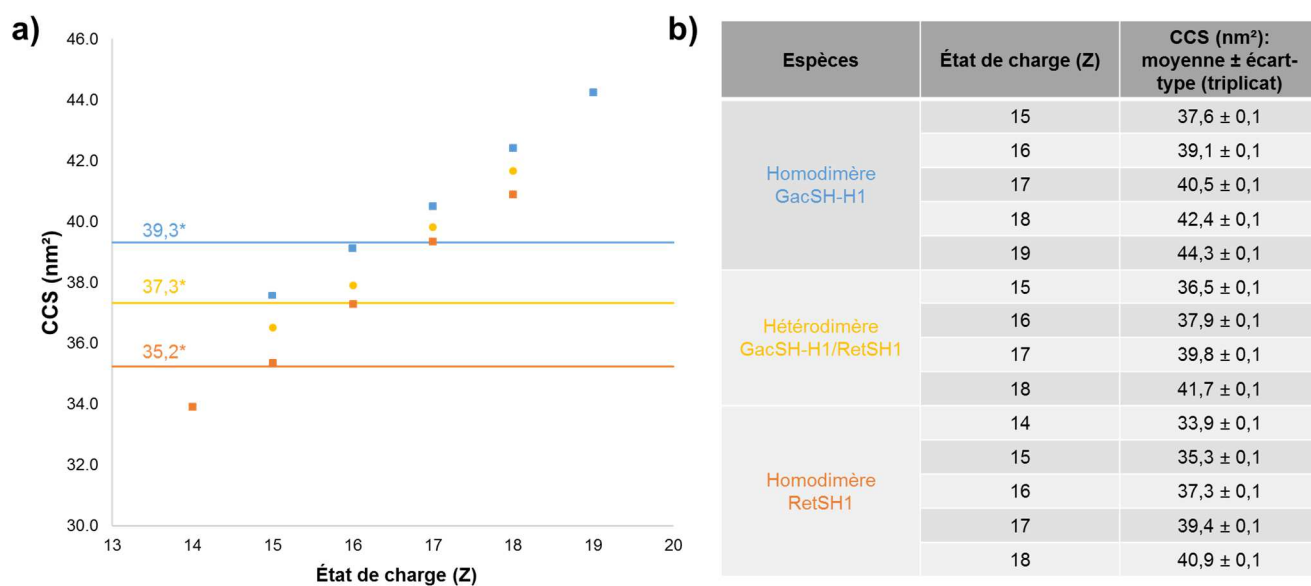 a)
46.0
44.0
42.0
40.0
38.0
36.0
34.0
32.0
30.0
CCS (nm²)
39,3*
37,3*
35,2*
13 14 15 16 17 18 19 20
État de charge (Z)
b)
Espèces État de charge (Z) CCS (nm²):
moyenne ± écart-
type (triplicat)
Homodimère
GacSH-H1
15 37,6 ± 0,1
16 39,1 ± 0,1
17 40,5 ± 0,1
18 42,4 ± 0,1
19 44,3 ± 0,1
Hétérodimère
GacSH-H1/RetSH1
15 36,5 ± 0,1
16 37,9 ± 0,1
17 39,8 ± 0,1
18 41,7 ± 0,1
Homodimère
RetSH1
14 33,9 ± 0,1
15 35,3 ± 0,1
16 37,3 ± 0,1
17 39,4 ± 0,1
18 40,9 ± 0,1